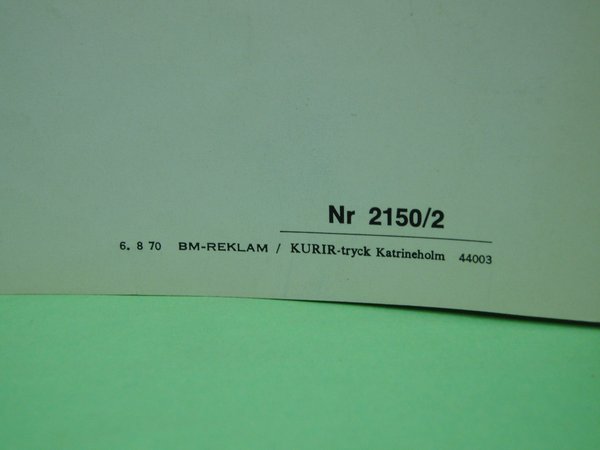 Nr 2150/2
6. 8 70 BM-REKLAM / KURIR-tryck Katrineholm 44003